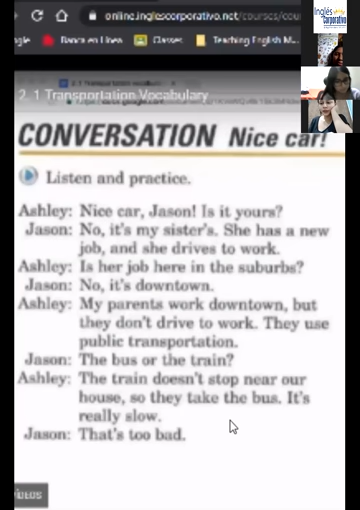 online.inglescorporativo.net/courses/cou
gle Banca en Línea Classes Teaching English M...
Inglés
Corporativo
2. 1 Transportation Vocabulary
CONVERSATION Nice car!
Listen and practice.
Ashley: Nice car, Jason! Is it yours?
Jason: No, it's my sister's. She has a new
job, and she drives to work.
Ashley: Is her job here in the suburbs?
Jason: No, it's downtown.
Ashley: My parents work downtown, but
they don't drive to work. They use
public transportation.
Jason: The bus or the train?
Ashley: The train doesn't stop near our
house, so they take the bus. It's
really slow.
Jason: That's too bad.